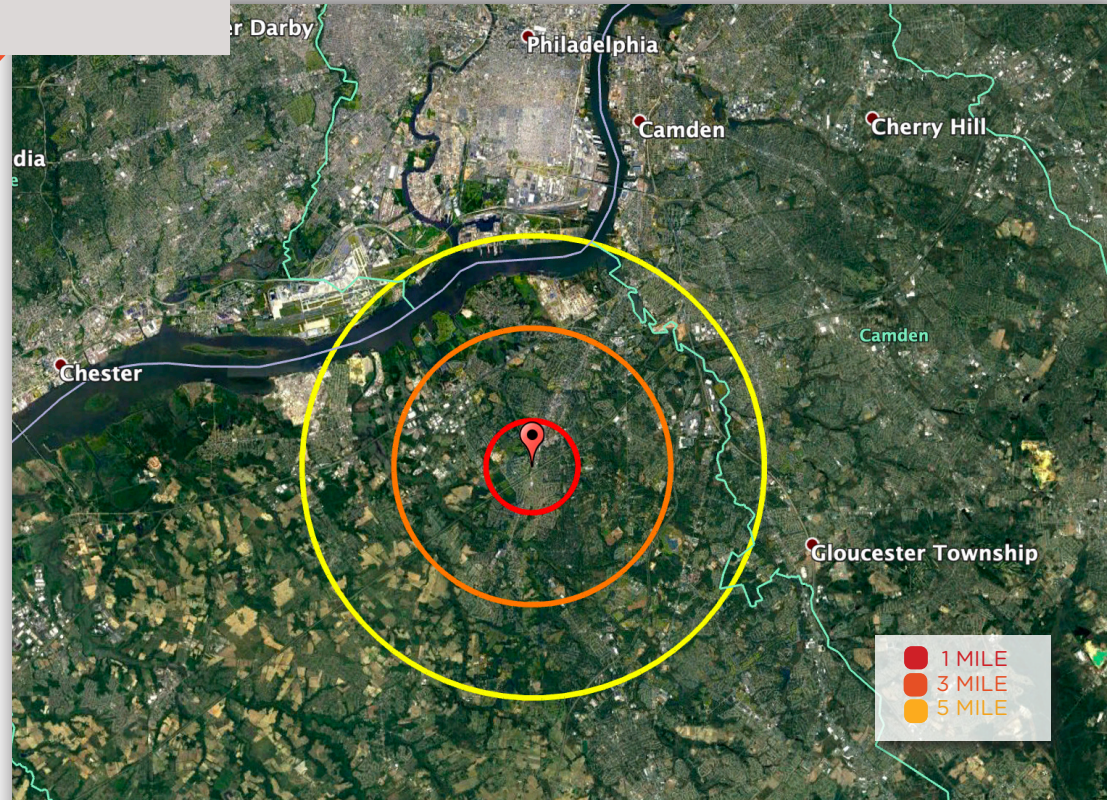 er Darby
Philadelphia
Camden
Cherry Hill
dia
e
Camden
Chester
Gloucester Township
1 MILE
3 MILE
5 MILE